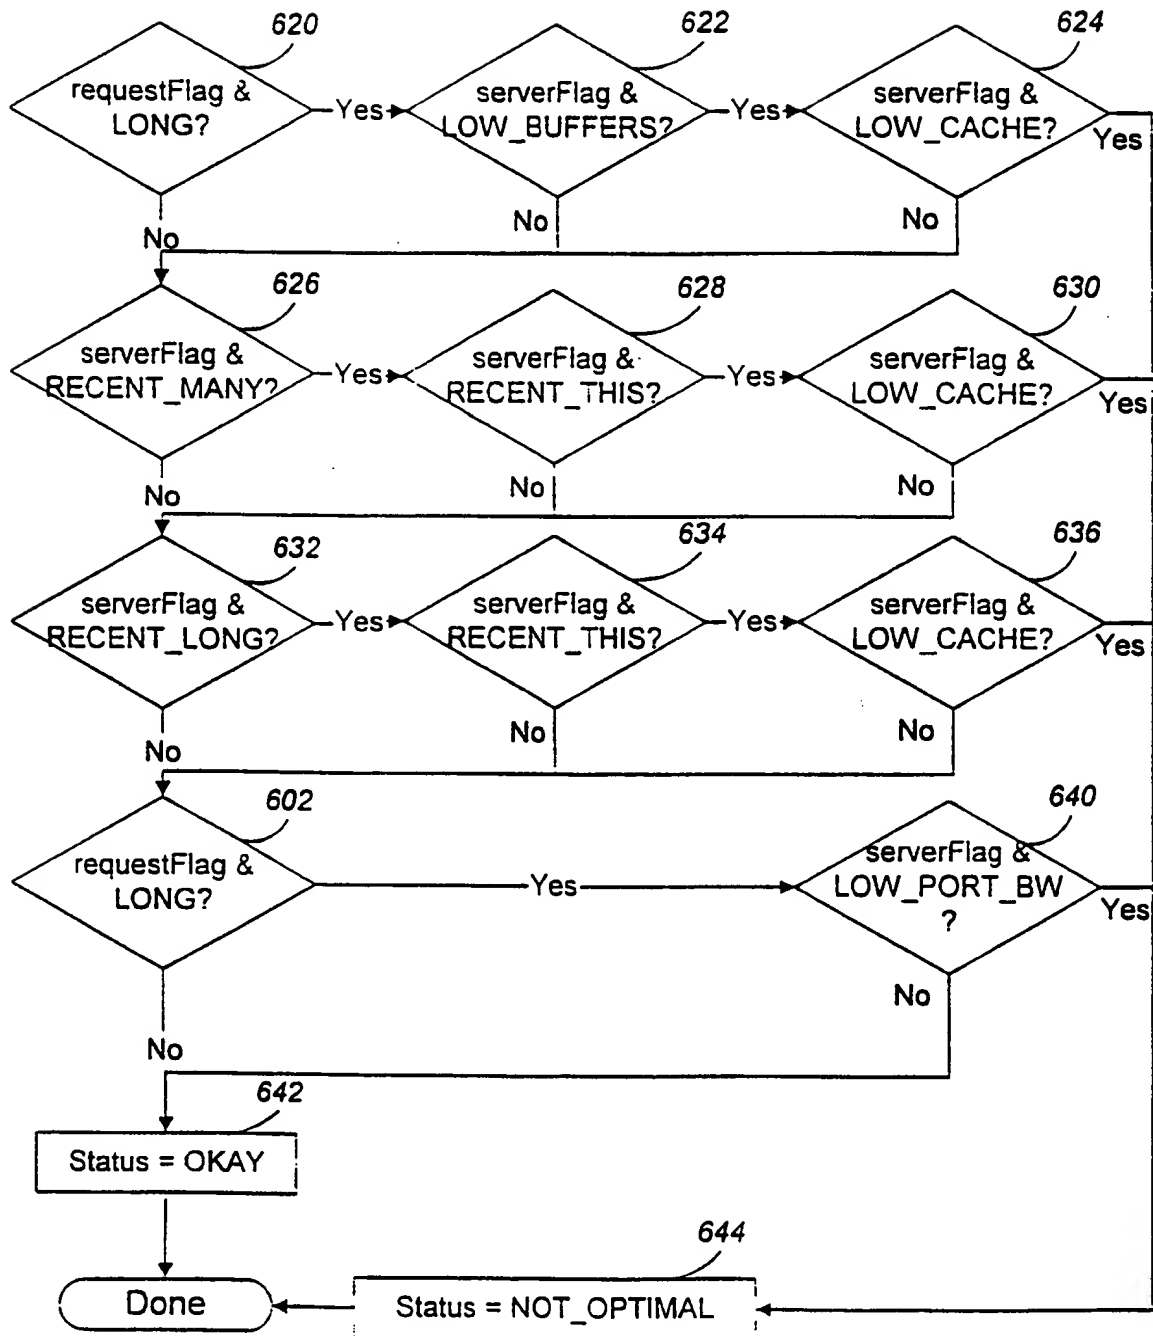 620
622
624
requestFlag &
LONG?
Yes
serverFlag &
LOW_BUFFERS?
Yes
serverFlag &
LOW_CACHE?
Yes
No
No
No
626
628
630
serverFlag &
RECENT_MANY?
Yes
serverFlag &
RECENT_THIS?
Yes
serverFlag &
LOW_CACHE?
Yes
No
No
No
632
634
636
serverFlag &
RECENT_LONG?
Yes
serverFlag &
RECENT_THIS?
Yes
serverFlag &
LOW_CACHE?
Yes
No
No
No
602
640
requestFlag &
LONG?
Yes
serverFlag &
LOW_PORT_BW
?
Yes
No
No
642
Status = OKAY
644
Done
Status = NOT_OPTIMAL